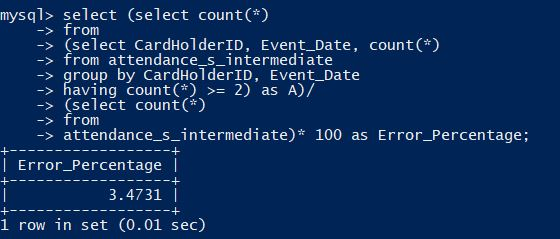 mysql> select (select count(*)
    -> from
    -> (select CardHolderID, Event_Date, count(*)
    -> from attendance_s_intermediate
    -> group by CardHolderID, Event_Date
    -> having count(*) >= 2) as A)/
    -> (select count(*)
    -> from
    -> attendance_s_intermediate)* 100 as Error_Percentage;
+------------------+
| Error_Percentage |
+------------------+
|           3.4731 |
+------------------+
1 row in set (0.01 sec)